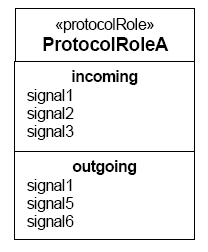 «protocolRole»
ProtocolRoleA
incoming
signal1
signal2
signal3
outgoing
signal1
signal5
signal6